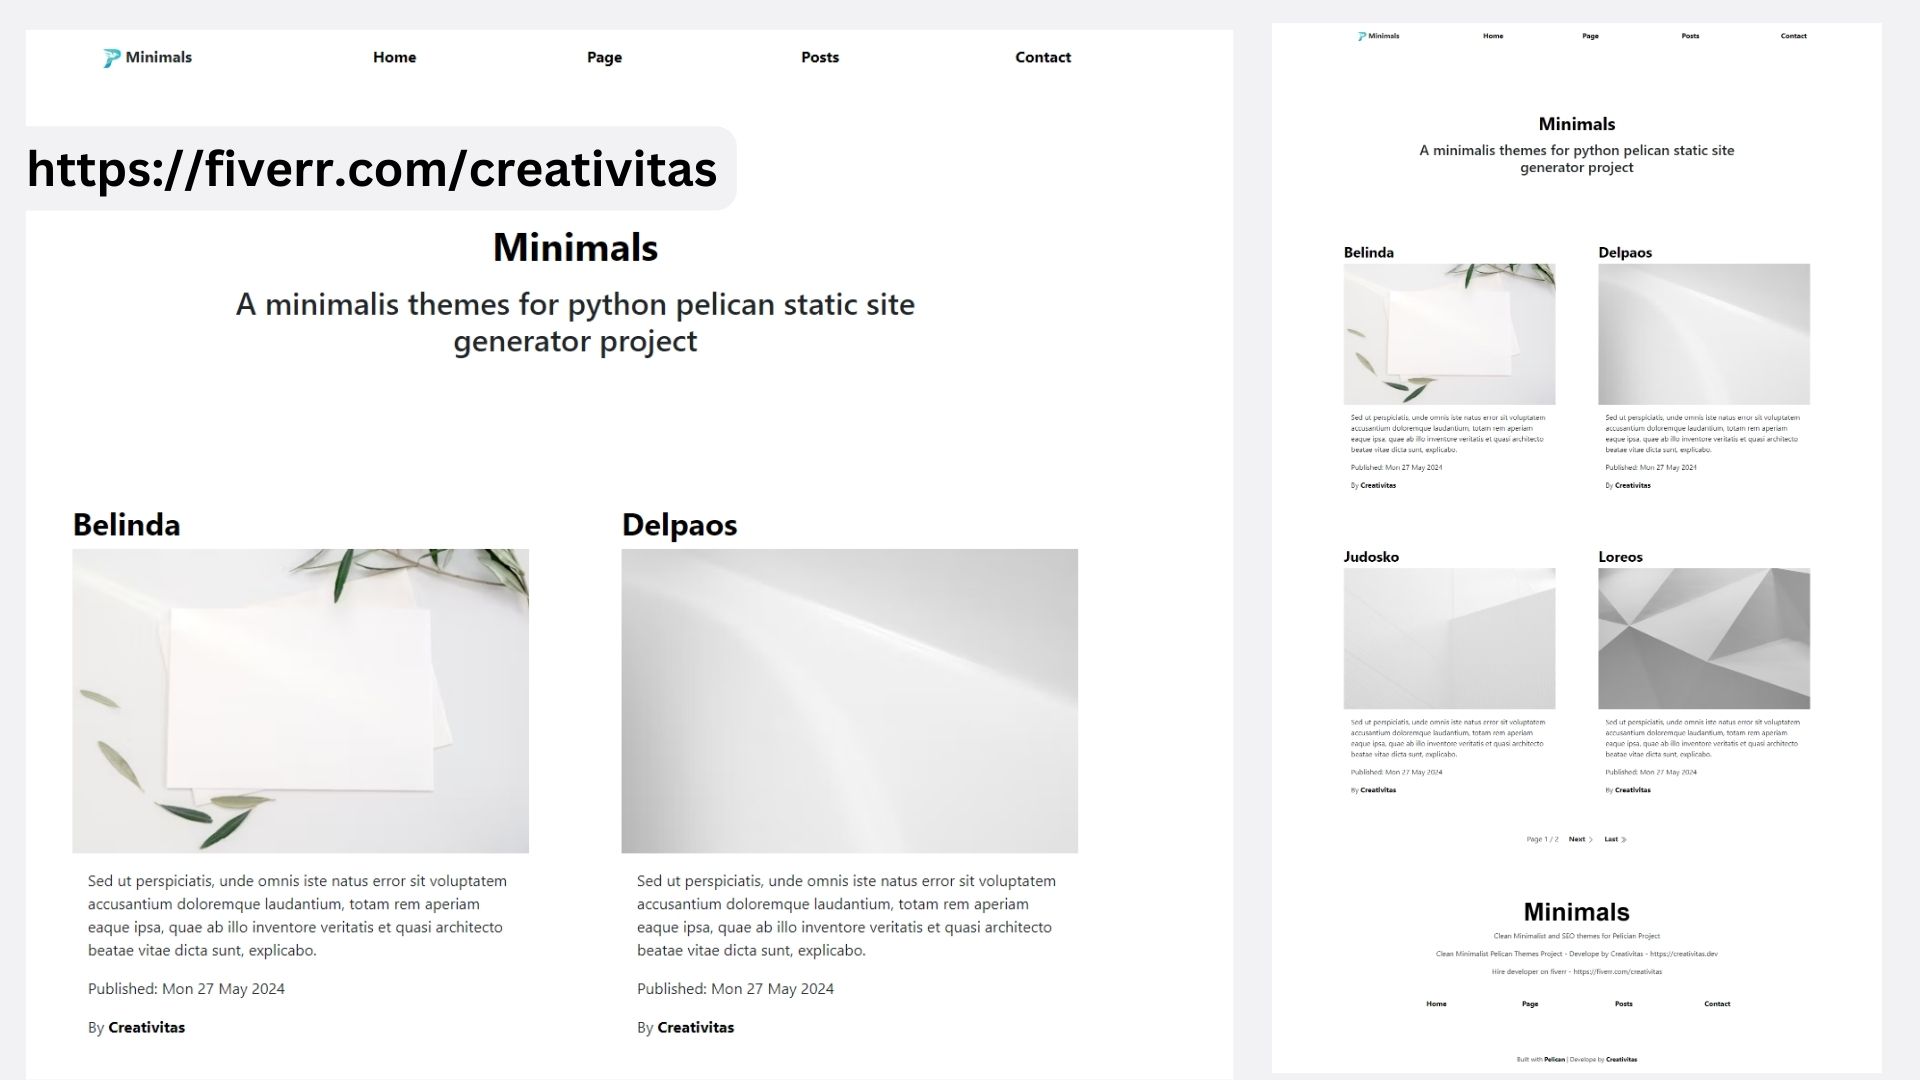 Minimals Home Page Posts Contact
https://fiverr.com/creativitas
Minimals
A minimalis themes for python pelican static site
generator project
Belinda
Sed ut perspiciatis, unde omnis iste natus error sit voluptatem
accusantium doloremque laudantium, totam rem aperiam
eaque ipsa, quae ab illo inventore veritatis et quasi architecto
beatae vitae dicta sunt, explicabo.
Published: Mon 27 May 2024
By Creativitas
Delpaos
Sed ut perspiciatis, unde omnis iste natus error sit voluptatem
accusantium doloremque laudantium, totam rem aperiam
eaque ipsa, quae ab illo inventore veritatis et quasi architecto
beatae vitae dicta sunt, explicabo.
Published: Mon 27 May 2024
By Creativitas
Minimals Home Page Posts Contact
Minimals
A minimalis themes for python pelican static site
generator project
Belinda
Sed ut perspiciatis, unde omnis iste natus error sit voluptatem
accusantium doloremque laudantium, totam rem aperiam
eaque ipsa, quae ab illo inventore veritatis et quasi architecto
beatae vitae dicta sunt, explicabo.
Published: Mon 27 May 2024
By Creativitas
Delpaos
Sed ut perspiciatis, unde omnis iste natus error sit voluptatem
accusantium doloremque laudantium, totam rem aperiam
eaque ipsa, quae ab illo inventore veritatis et quasi architecto
beatae vitae dicta sunt, explicabo.
Published: Mon 27 May 2024
By Creativitas
Judosko
Sed ut perspiciatis, unde omnis iste natus error sit voluptatem
accusantium doloremque laudantium, totam rem aperiam
eaque ipsa, quae ab illo inventore veritatis et quasi architecto
beatae vitae dicta sunt, explicabo.
Published: Mon 27 May 2024
By Creativitas
Loreos
Sed ut perspiciatis, unde omnis iste natus error sit voluptatem
accusantium doloremque laudantium, totam rem aperiam
eaque ipsa, quae ab illo inventore veritatis et quasi architecto
beatae vitae dicta sunt, explicabo.
Published: Mon 27 May 2024
By Creativitas
Page 1 / 2 Next Last
Minimals
Clean Minimalist and SEO themes for Pelician Project
Clean Minimalist Pelican Themes Project - Develope by Creativitas - https://creativitas.dev
Hire developer on fiverr - https://fiverr.com/creativitas
Home Page Posts Contact
Built with Pelican | Develope by Creativitas